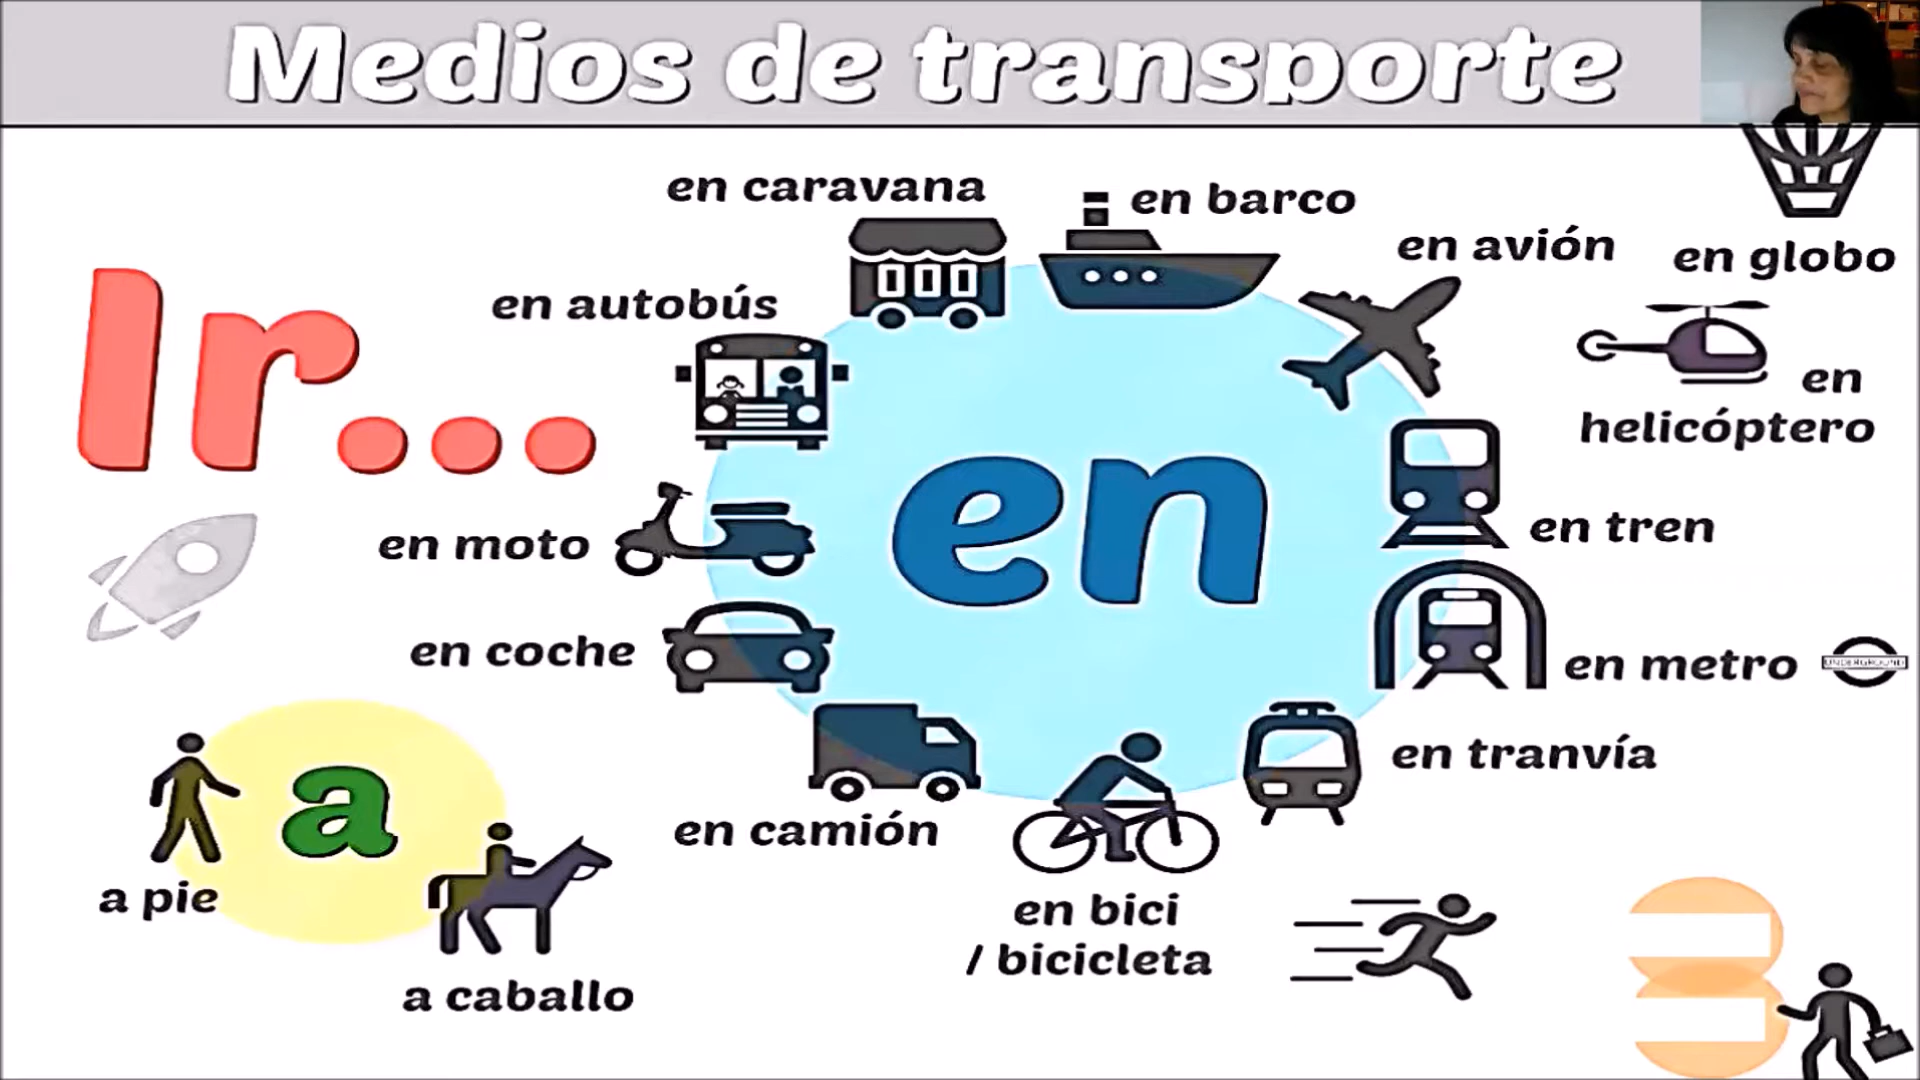 Medios de transporte
en caravana
en barco
en avión
en globo
en autobús
Ir...
en
helicóptero
en
en moto
en tren
en coche
en metro
UNDERGROUND
en tranvía
a
en camión
a pie
en bici
/ bicicleta
a caballo